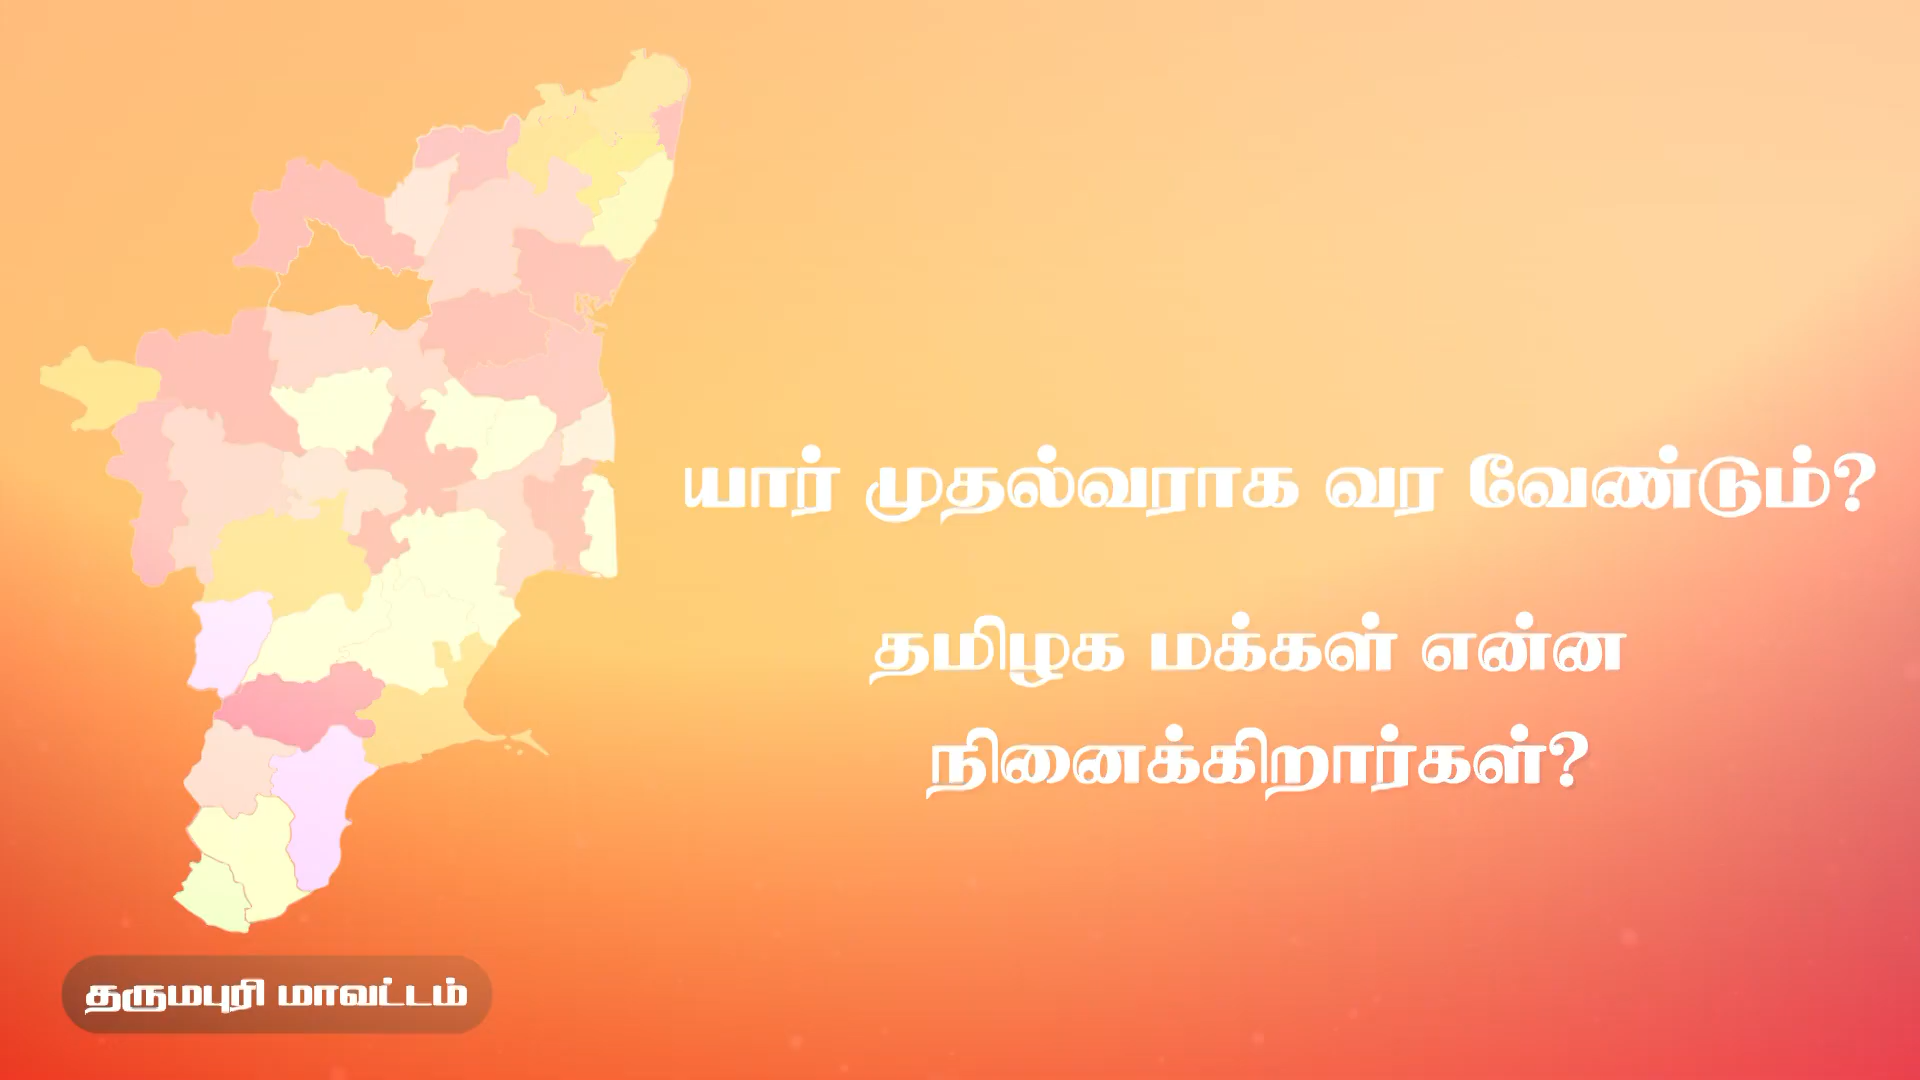 யார் முதல்வராக வர வேண்டும்?
தமிழக மக்கள் என்ன
நினைக்கிறார்கள்?
தருமபுரி மாவட்டம்